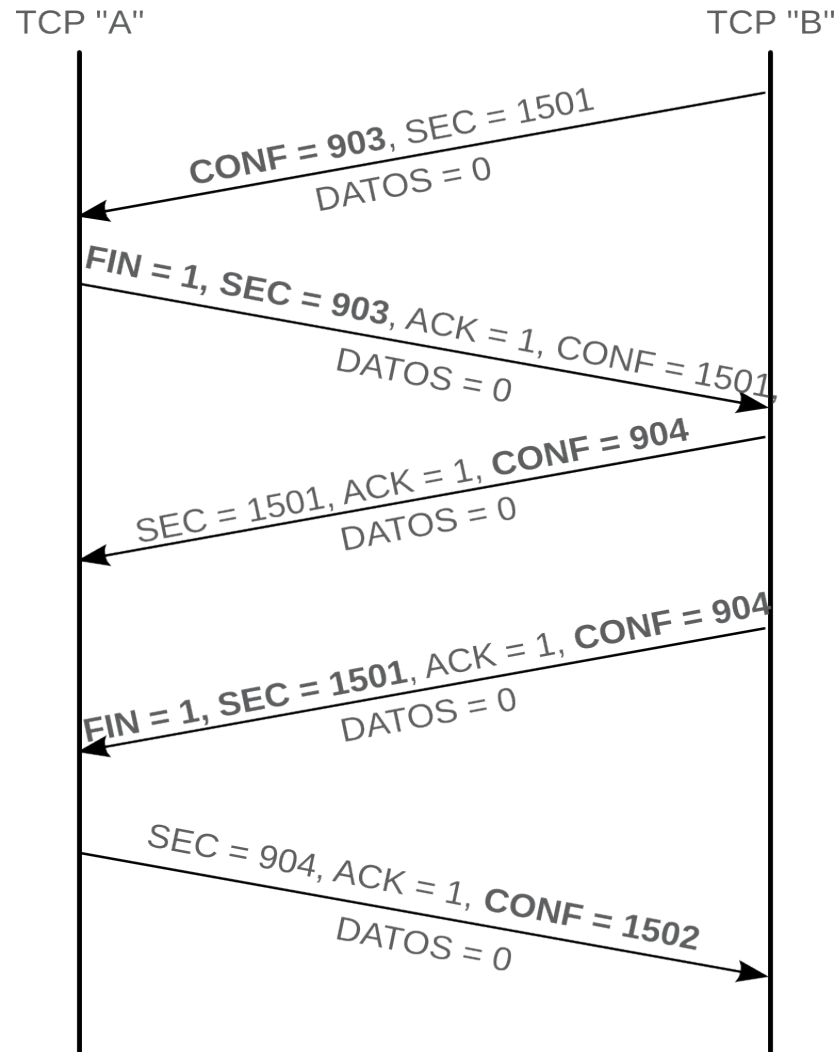 TCP "A"
TCP "B"
CONF = 903, SEC = 1501
DATOS = 0
FIN = 1, SEC = 903, ACK = 1, CONF = 1501,
DATOS = 0
SEC = 1501, ACK = 1, CONF = 904
DATOS = 0
FIN = 1, SEC = 1501, ACK = 1, CONF = 904
DATOS = 0
SEC = 904, ACK = 1, CONF = 1502
DATOS = 0